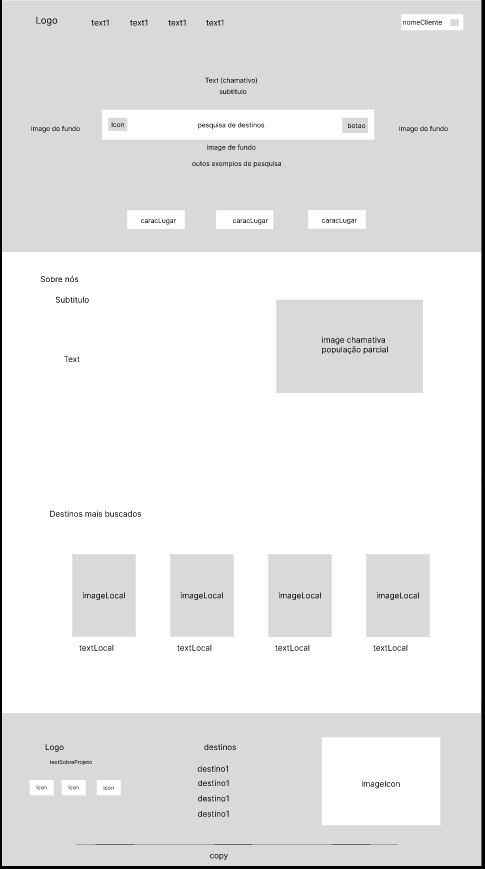 Logo
text1 text1 text1 text1
nomeCliente
Text (chamativo)
subtitulo
Icon
pesquisa de destinos
botao
image de fundo
image de fundo
image de fundo
outos exemplos de pesquisa
caracLugar
caracLugar
caracLugar
Sobre nós
Subtitulo
Text
image chamativa
população parcial
Destinos mais buscados
imageLocal
imageLocal
imageLocal
imageLocal
textLocal
textLocal
textLocal
textLocal
Logo
textSobreProjeto
Icon
Icon
Icon
destinos
destino1
destino1
destino1
destino1
imageIcon
copy